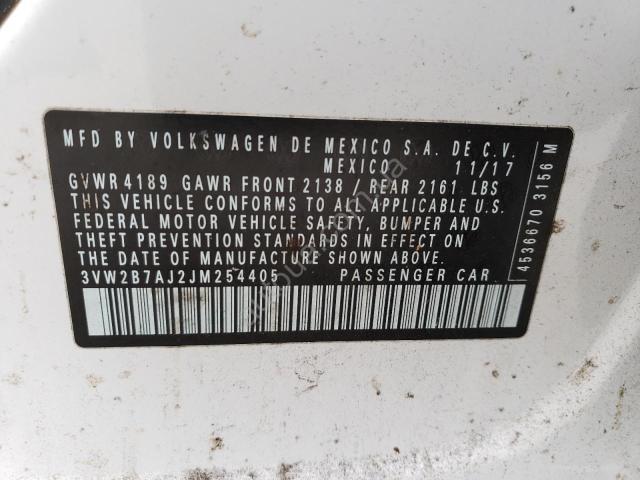 MFD BY VOLKSWAGEN DE MEXICO S.A. DE C.V.
MEXICO 11/17
GVWR 4189 GAWR FRONT 2138 / REAR 2161 LBS
THIS VEHICLE CONFORMS TO ALL APPLICABLE U.S.
FEDERAL MOTOR VEHICLE SAFETY, BUMPER AND
THEFT PREVENTION STANDARDS IN EFFECT ON
THE DATE OF MANUFACTURE SHOWN ABOVE.
3VW2B7AJ2JM254405 PASSENGER CAR
4536670 3156 M